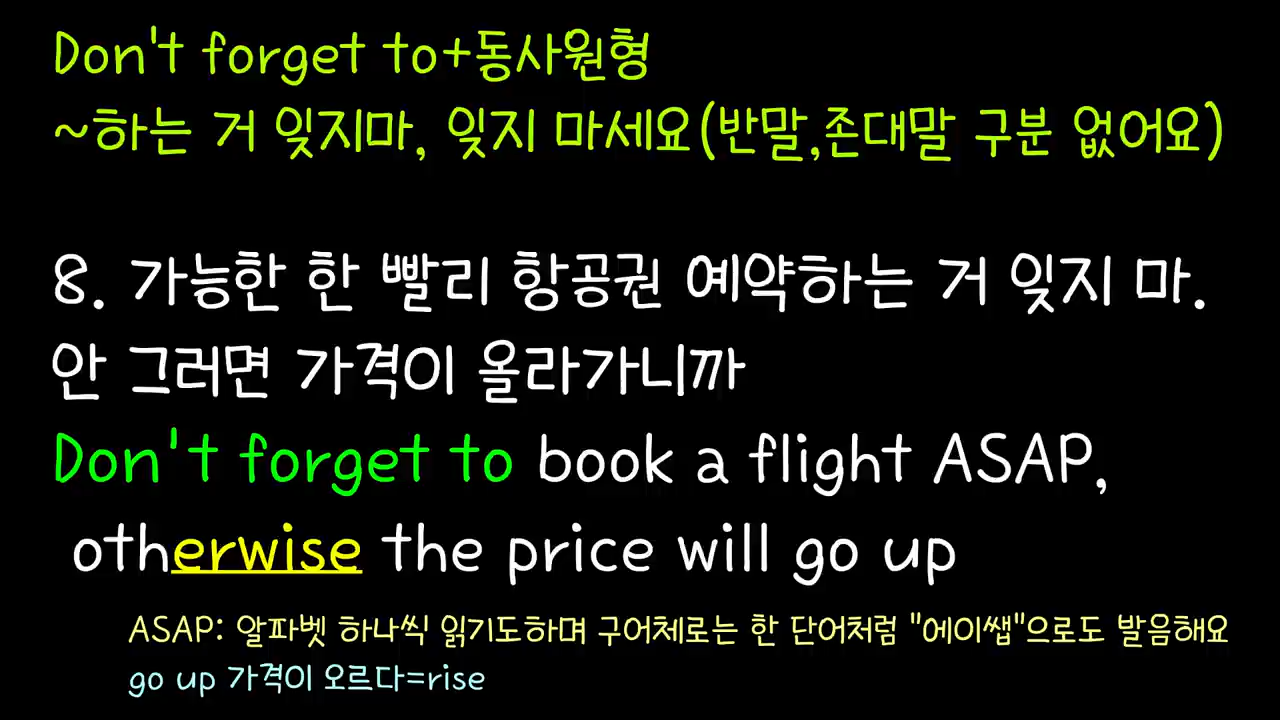 Don't forget to+동사원형
~하는 거 잊지마, 잊지 마세요(반말,존대말 구분 없어요)
8. 가능한 한 빨리 항공권 예약하는 거 잊지 마.
안 그러면 가격이 올라가니까
Don't forget to book a flight ASAP,
otherwise the price will go up
ASAP: 알파벳 하나씩 읽기도하며 구어체로는 한 단어처럼 "에이쌥"으로도 발음해요
go up 가격이 오르다=rise